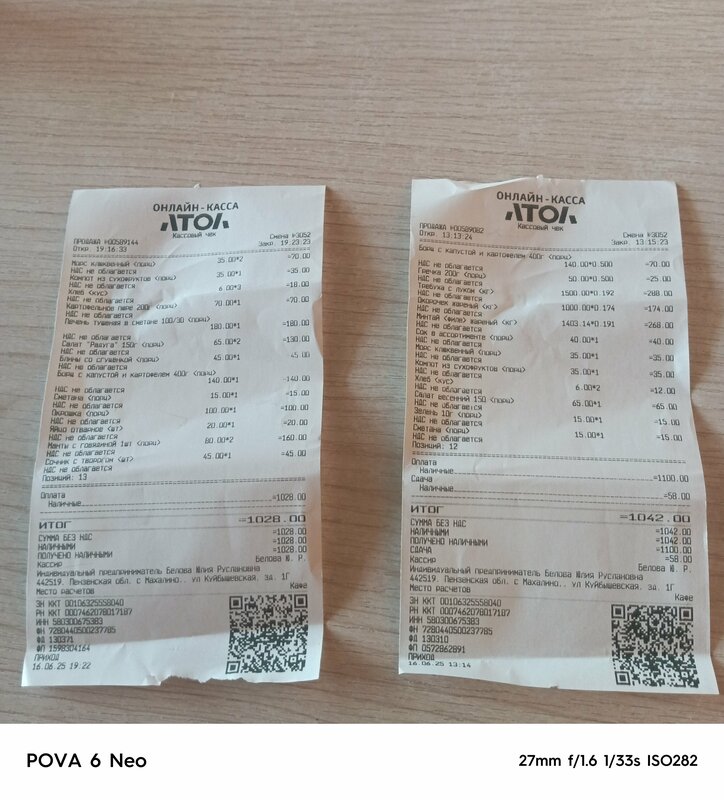 ОНЛАЙН-КАССА
АТОЛ
Кассовый чек
ПРОДАЖА №00589144 Смена №3052
Откр. 19:16:33 Закр. 19:23:23
Морс клюквенный <порц>
35.00*2 =70.00
НДС не облагается
Компот из сухофруктов <порц>
35.00*1 =35.00
НДС не облагается
Хлеб <кус>
6.00*3 =18.00
НДС не облагается
Картофельное пюре 200г <порц>
70.00*1 =70.00
НДС не облагается
Печень тушеная в сметане 100/30 <порц>
180.00*1 =180.00
НДС не облагается
Салат "Радуга" 150г <порц>
65.00*2 =130.00
НДС не облагается
Блины со сгущенкой <порц>
45.00*1 =45.00
НДС не облагается
Борщ с капустой и картофелем 400г <порц>
140.00*1 =140.00
НДС не облагается
Сметана <порц>
15.00*1 =15.00
НДС не облагается
Окрошка <порц>
100.00*1 =100.00
НДС не облагается
Яйцо отварное <шт>
20.00*1 =20.00
НДС не облагается
Манты с говядиной 1шт <порц>
80.00*2 =160.00
НДС не облагается
Сочник с творогом <шт>
45.00*1 =45.00
НДС не облагается
Позиций: 13
Оплата
Наличные =1028.00
ИТОГ =1028.00
СУММА БЕЗ НДС =1028.00
НАЛИЧНЫМИ =1028.00
ПОЛУЧЕНО НАЛИЧНЫМИ =1028.00
Кассир Белова Ю. Р.
Индивидуальный предприниматель Белова Юлия Руслановна
442519, Пензенская обл. с Махалино.. ул Куйбышевская. зд. 1Г
Место расчетов Кафе
ЗН ККТ 00106325558040
РН ККТ 0007462078017187
ИНН 580300675383
ФН 7280440500237785
ФД 130371
ФП 1598304164
ПРИХОД
16.06.25 19:22
ОНЛАЙН-КАССА
АТОЛ
Кассовый чек
ПРОДАЖА №00589082 Смена №3052
Откр. 13:13:24 Закр. 13:15:23
Борщ с капустой и картофелем 400г <порц>
140.00*0.500 =70.00
НДС не облагается
Гречка 200г <порц>
50.00*0.500 =25.00
НДС не облагается
Требуха с луком <кг>
1500.00*0.192 =288.00
НДС не облагается
Окорочек жареный <кг>
1000.00*0.174 =174.00
НДС не облагается
Минтай <филе> жареный <кг>
1403.14*0.191 =268.00
НДС не облагается
Сок в ассортименте <порц>
40.00*1 =40.00
НДС не облагается
Морс клюквенный <порц>
35.00*1 =35.00
НДС не облагается
Компот из сухофруктов <порц>
35.00*1 =35.00
НДС не облагается
Хлеб <кус>
6.00*2 =12.00
НДС не облагается
Салат весенний 150 <порц>
65.00*1 =65.00
НДС не облагается
Зелень 10г <порц>
15.00*1 =15.00
НДС не облагается
Сметана <порц>
15.00*1 =15.00
НДС не облагается
Позиций: 12
Оплата
Наличные =1100.00
Сдача
Наличные =58.00
ИТОГ =1042.00
СУММА БЕЗ НДС =1042.00
НАЛИЧНЫМИ =1042.00
ПОЛУЧЕНО НАЛИЧНЫМИ =1100.00
СДАЧА =58.00
Кассир Белова Ю. Р.
Индивидуальный предприниматель Белова Юлия Руслановна
442519, Пензенская обл. с Махалино.. ул Куйбышевская. зд. 1Г
Место расчетов Кафе
ЗН ККТ 00106325558040
РН ККТ 0007462078017187
ИНН 580300675383
ФН 7280440500237785
ФД 130310
ФП 0572862891
ПРИХОД
16.06.25 13:14
POVA 6 Neo
27mm f/1.6 1/33s ISO282